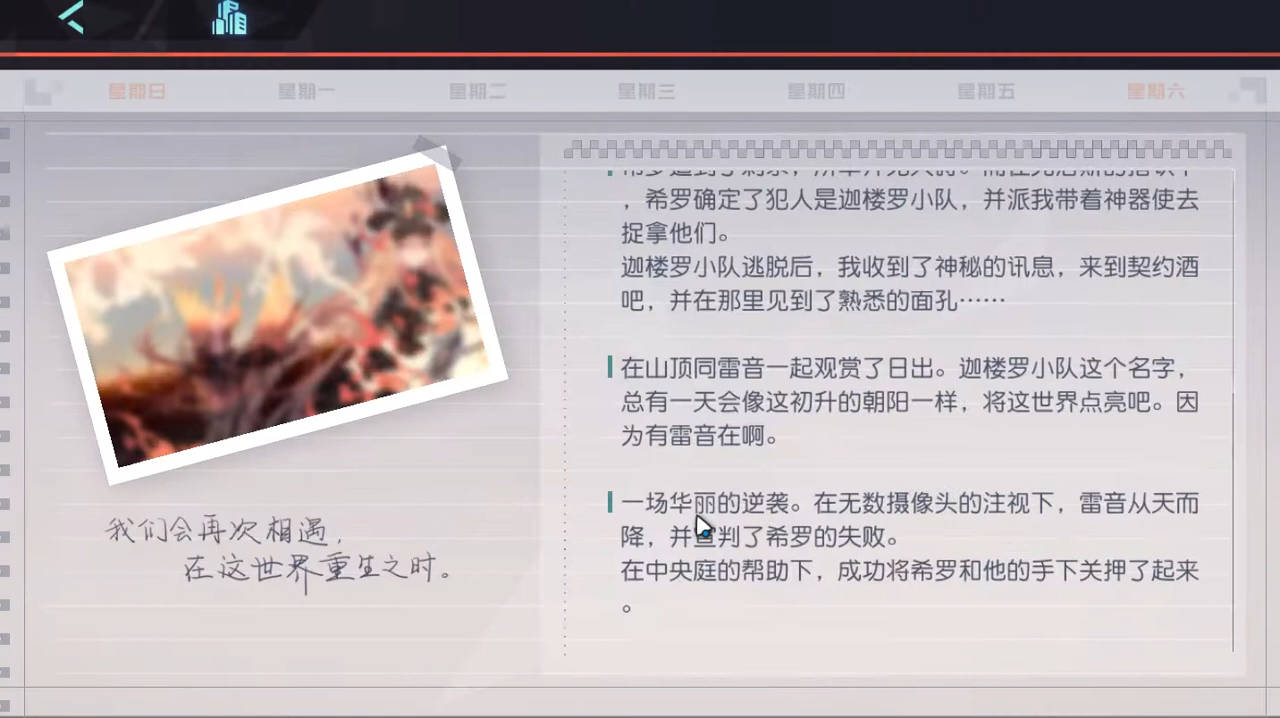 星期日 星期一 星期二 星期三 星期四 星期五 星期六
，希罗确定了犯人是迦楼罗小队，并派我带着神器使去
捉拿他们。
迦楼罗小队逃脱后，我收到了神秘的讯息，来到契约酒
吧，并在那里见到了熟悉的面孔……
在山顶同雷音一起观赏了日出。迦楼罗小队这个名字，
总有一天会像这初升的朝阳一样，将这世界点亮吧。因
为有雷音在啊。
一场华丽的逆袭。在无数摄像头的注视下，雷音从天而
降，并宣判了希罗的失败。
在中央庭的帮助下，成功将希罗和他的手下关押了起来
。
我们会再次相遇，
在这世界重生之时。